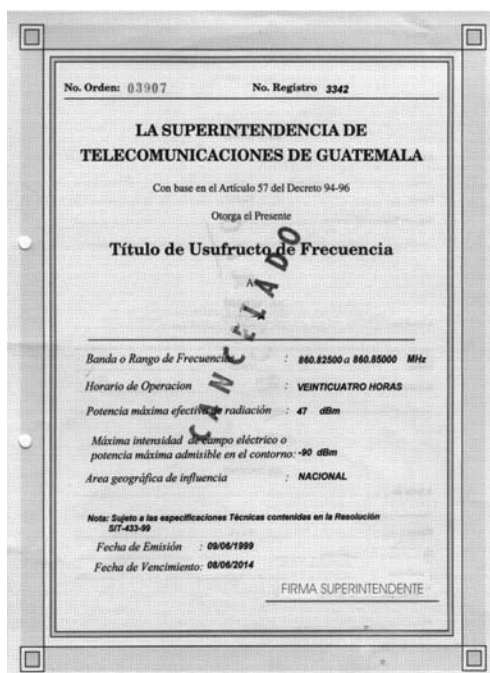 No. Orden: 03907 No. Registro 3342
LA SUPERINTENDENCIA DE
TELECOMUNICACIONES DE GUATEMALA
Con base en el Artículo 57 del Decreto 94-96
Otorga el Presente
Título de Usufructo de Frecuencia
A
CANCELADO
Banda o Rango de Frecuencias : 860.82500 a 860.85000 MHz
Horario de Operacion : VEINTICUATRO HORAS
Potencia máxima efectiva de radiación : 47 dBm
Máxima intensidad de campo eléctrico o
potencia máxima admisible en el contorno: -90 dBm
Area geográfica de influencia : NACIONAL
Nota: Sujeto a las especificaciones Técnicas contenidas en la Resolución
SIT-433-99
Fecha de Emisión : 09/06/1999
Fecha de Vencimiento: 08/06/2014
FIRMA SUPERINTENDENTE